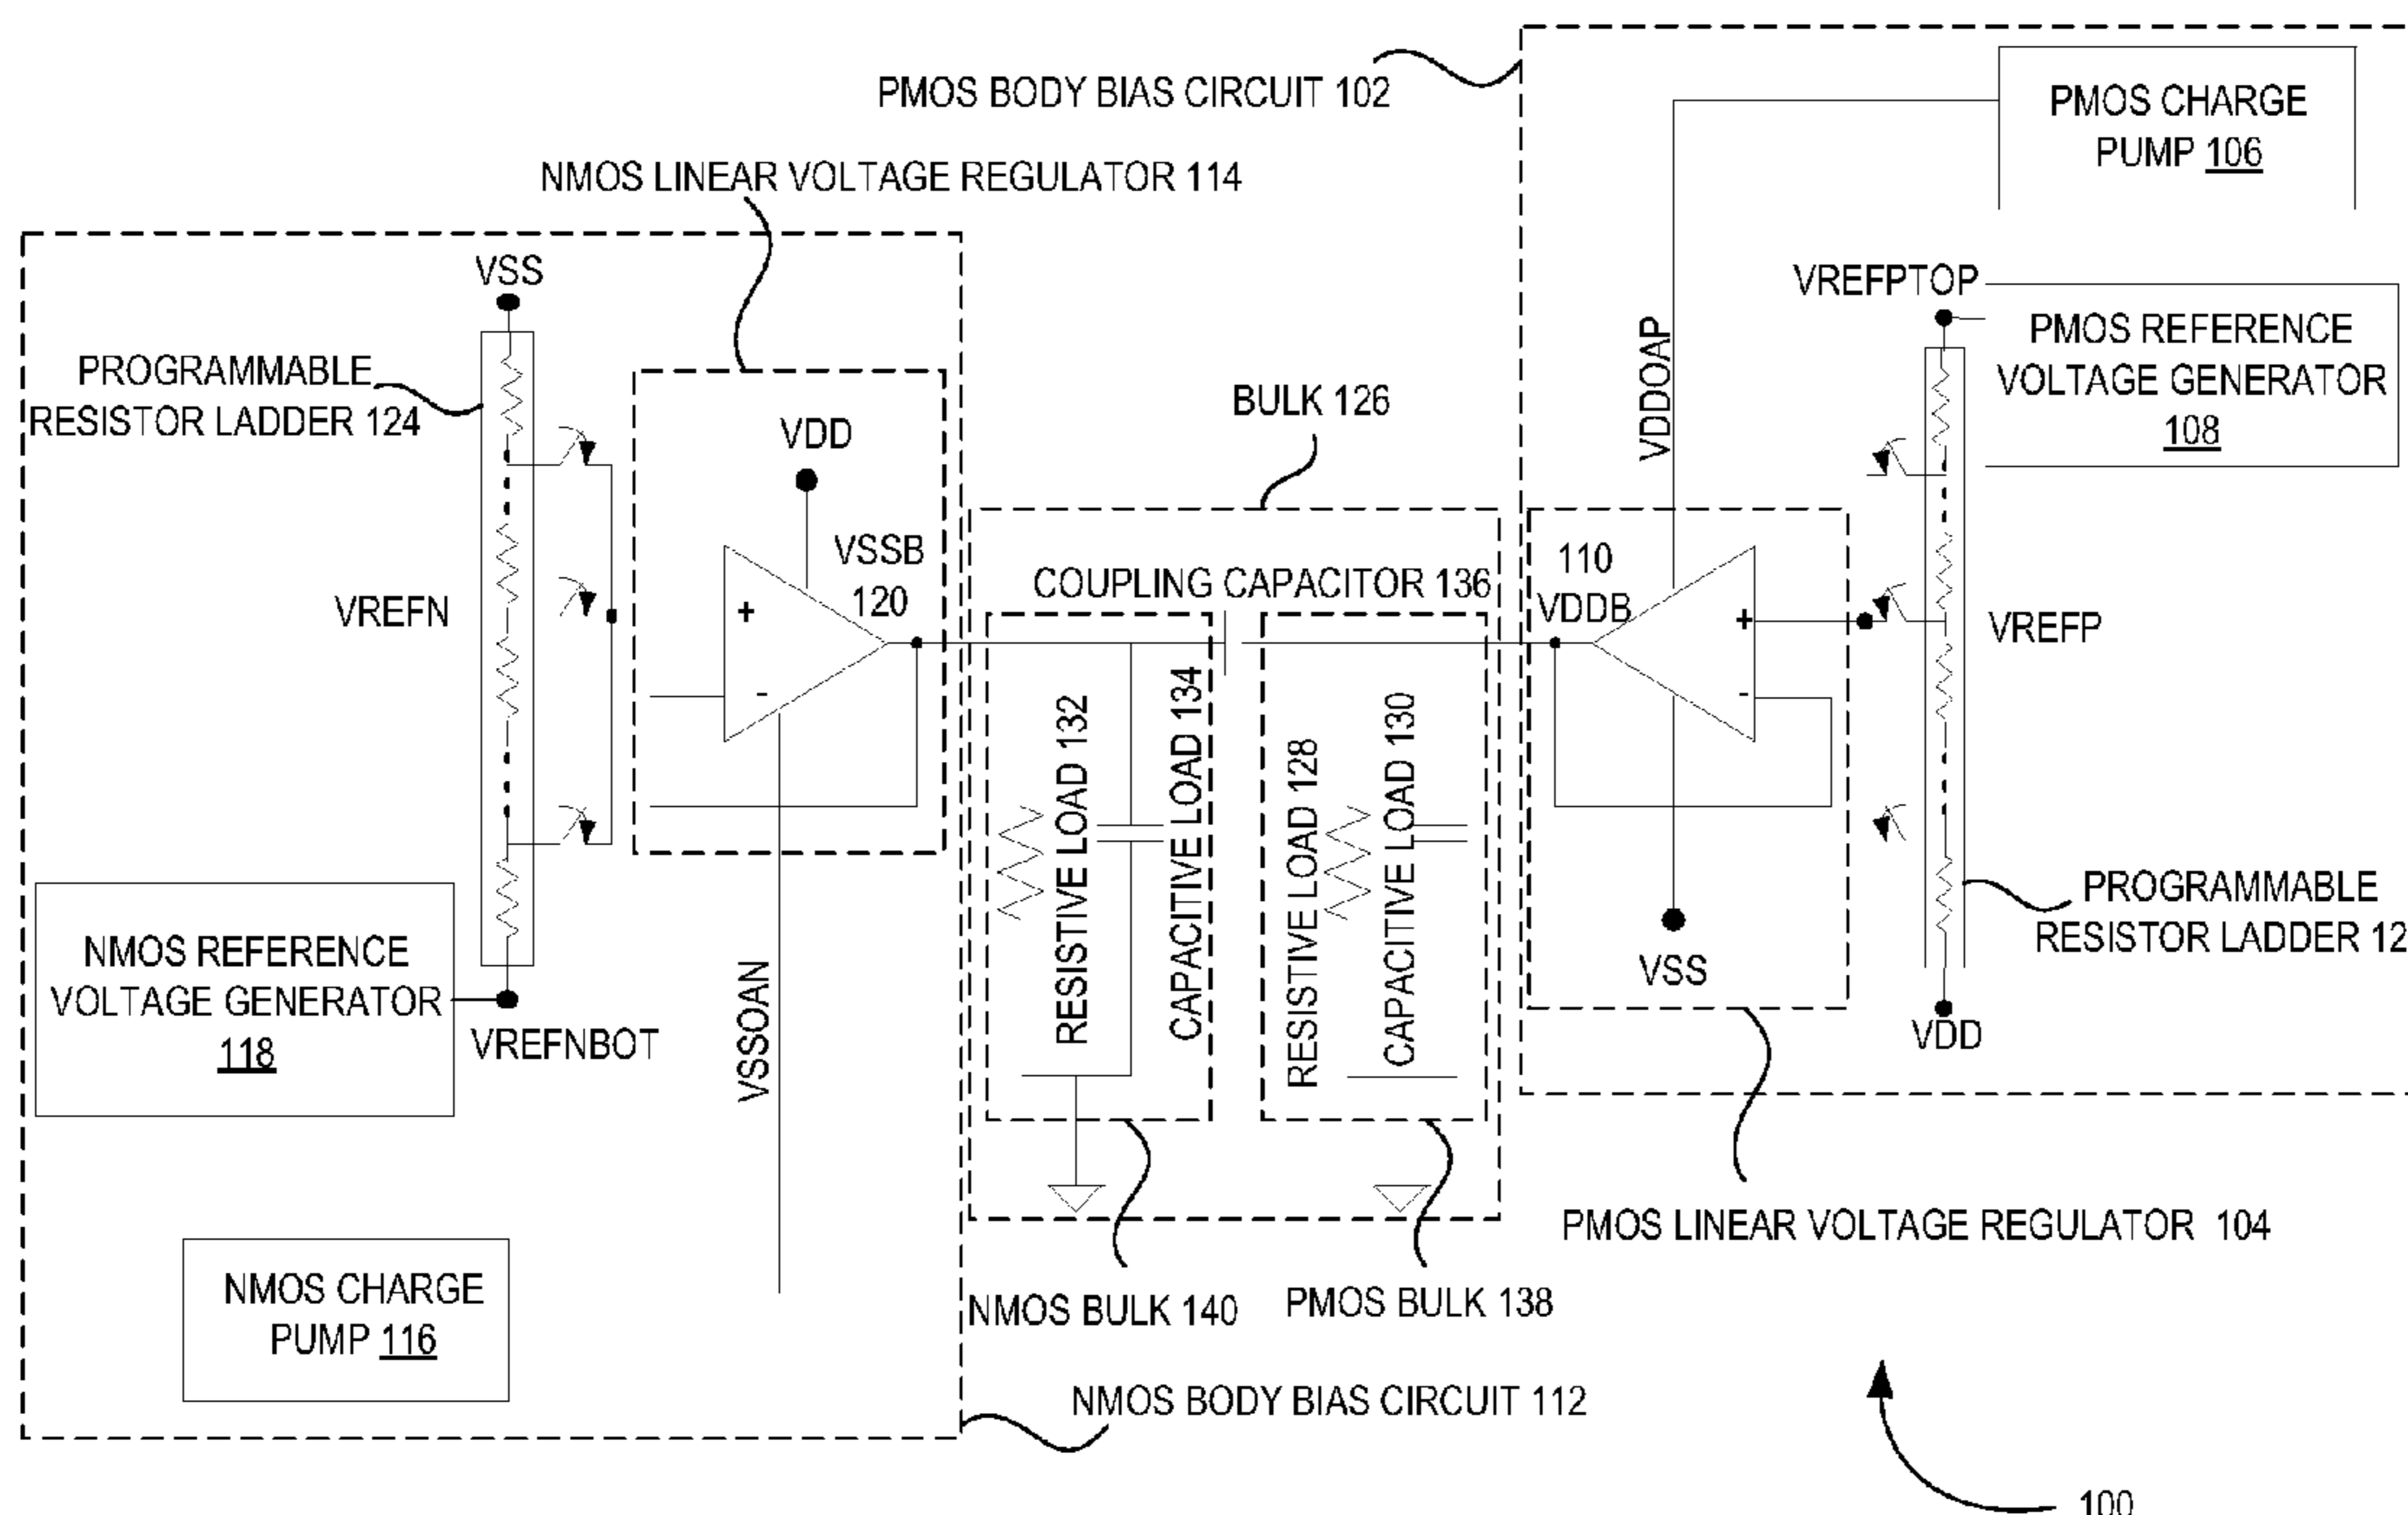 PMOS BODY BIAS CIRCUIT 102
PMOS CHARGE
PUMP 106
NMOS LINEAR VOLTAGE REGULATOR 114
VSS
VREFPTOP
PROGRAMMABLE
RESISTOR LADDER 124
VDDOAP
PMOS REFERENCE
VOLTAGE GENERATOR
108
BULK 126
VDD
VSSB
120
VREFN
+
-
COUPLING CAPACITOR 136
110
VDDB
+
-
VREFP
RESISTIVE LOAD 132
CAPACITIVE LOAD 134
RESISTIVE LOAD 128
CAPACITIVE LOAD 130
NMOS REFERENCE
VOLTAGE GENERATOR
118
VREFNBOT
VSSOAN
VSS
PROGRAMMABLE
RESISTOR LADDER 12
VDD
PMOS LINEAR VOLTAGE REGULATOR 104
NMOS CHARGE
PUMP 116
NMOS BULK 140
PMOS BULK 138
NMOS BODY BIAS CIRCUIT 112
100